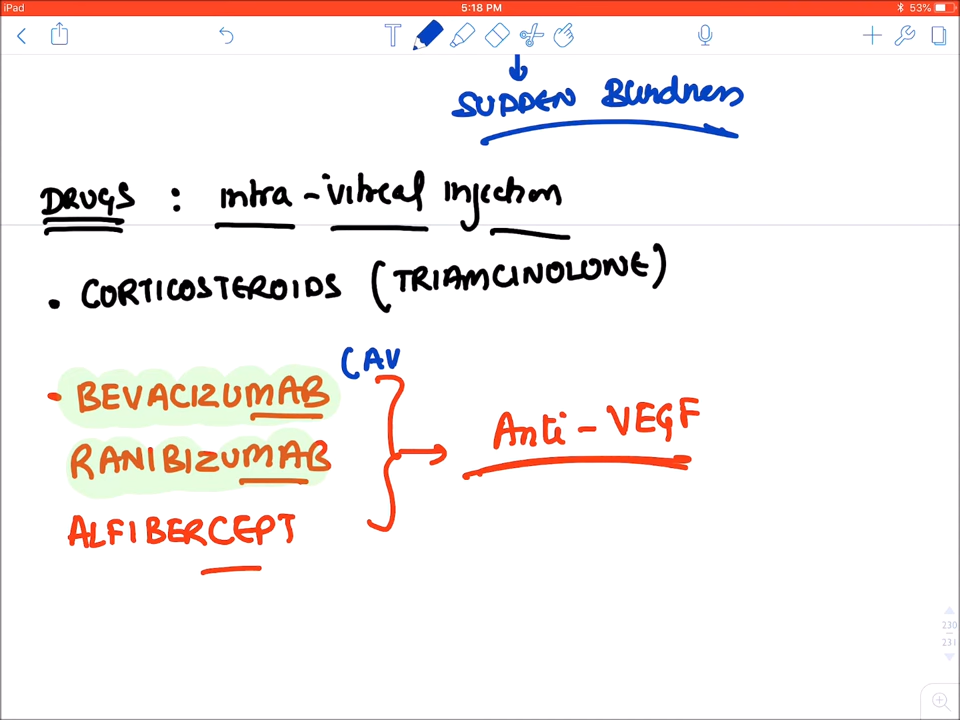 iPad 5:18 PM 53%
T
SUDDEN Blindness
DRUGS : intra-vitreal Injection
• CORTICOSTEROIDS (TRIAMCINOLONE)
(AV
• BEVACIZUMAB
Anti-VEGF
RANIBIZUMAB
ALFIBERCEPT
230
231